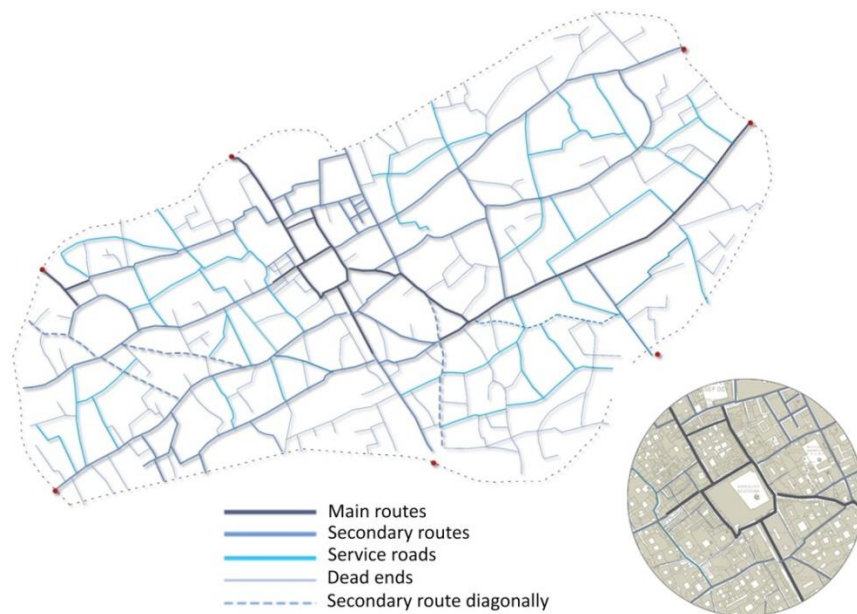 Main routes
Secondary routes
Service roads
Dead ends
Secondary route diagonally